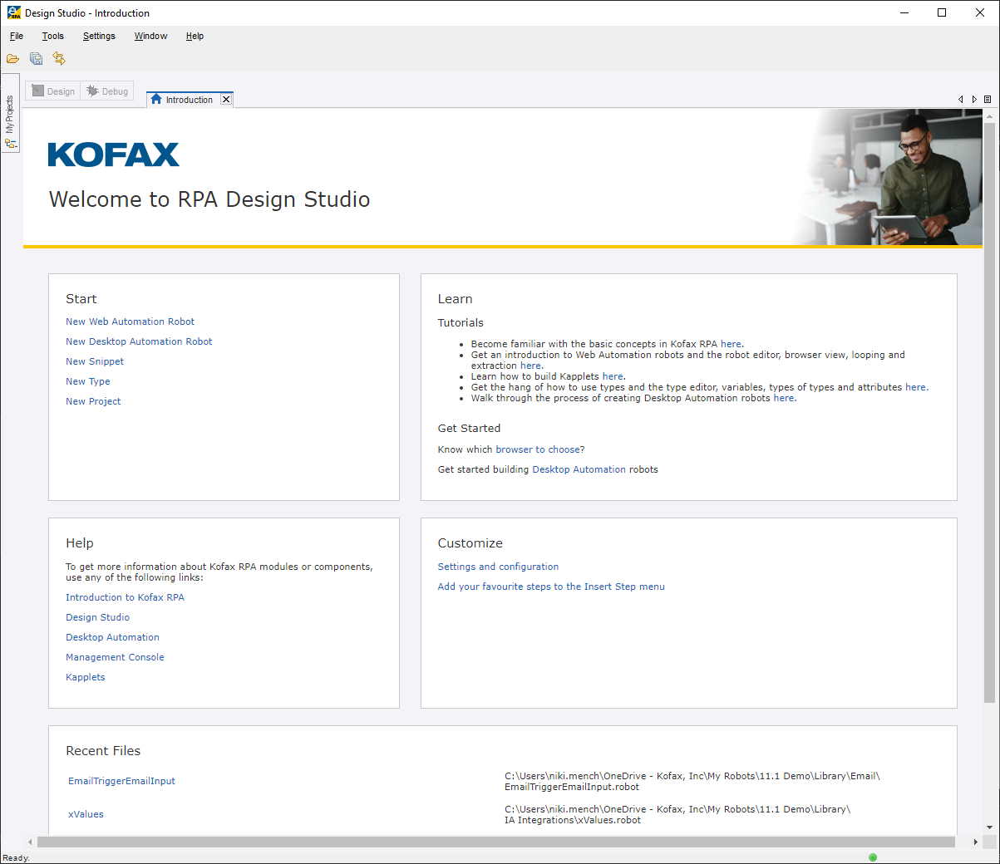 Design Studio - Introduction
File Tools Settings Window Help
My Projects
Design Debug Introduction
KOFAX
Welcome to RPA Design Studio
Start
New Web Automation Robot
New Desktop Automation Robot
New Snippet
New Type
New Project
Learn
Tutorials
Become familiar with the basic concepts in Kofax RPA here.
Get an introduction to Web Automation robots and the robot editor, browser view, looping and
extraction here.
Learn how to build Kapplets here.
Get the hang of how to use types and the type editor, variables, types of types and attributes here.
Walk through the process of creating Desktop Automation robots here.
Get Started
Know which browser to choose?
Get started building Desktop Automation robots
Help
To get more information about Kofax RPA modules or components,
use any of the following links:
Introduction to Kofax RPA
Design Studio
Desktop Automation
Management Console
Kapplets
Customize
Settings and configuration
Add your favourite steps to the Insert Step menu
Recent Files
EmailTriggerEmailInput
C:\Users\niki.mench\OneDrive - Kofax, Inc\My Robots\11.1 Demo\Library\Email\
EmailTriggerEmailInput.robot
xValues
C:\Users\niki.mench\OneDrive - Kofax, Inc\My Robots\11.1 Demo\Library\
IA Integrations\xValues.robot
Ready.